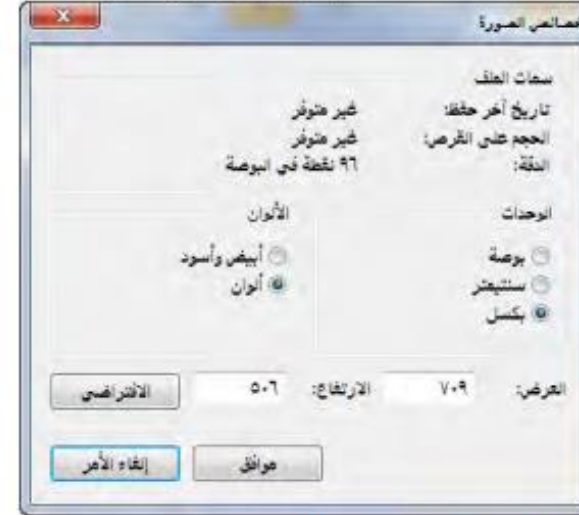 خصائص الصورة
سمات الملف
تاريخ آخر حفظ: غير متوفر
الحجم على القرص: غير متوفر
الدقة: ٩٦ نقطة في البوصة
الوحدات
بوصة
سنتيمتر
بكسل
الألوان
أبيض وأسود
ألوان
العرض: ٧٠٩ الارتفاع: ٥٠٦ الافتراضي
موافق إلغاء الأمر